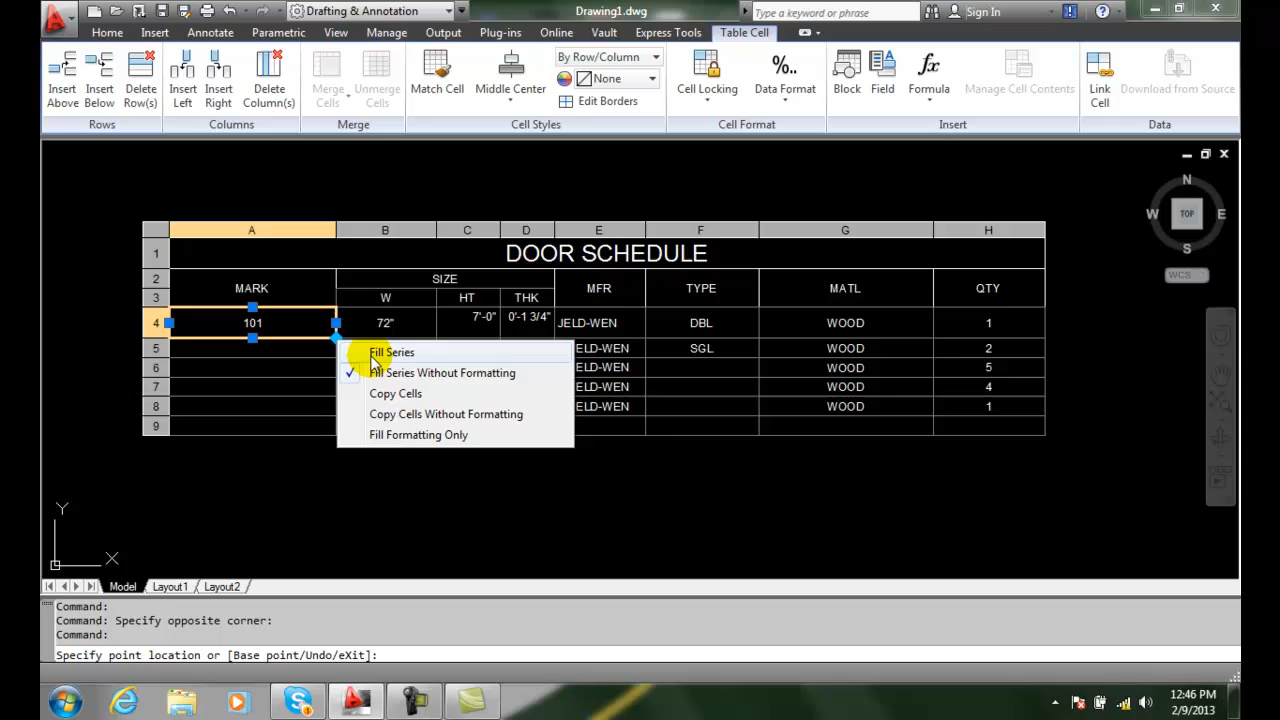 Drafting & Annotation
Drawing1.dwg
Type a keyword or phrase
Sign In
Home Insert Annotate Parametric View Manage Output Plug-ins Online Vault Express Tools Table Cell
Insert Above
Insert Below
Delete Row(s)
Insert Left
Insert Right
Delete Column(s)
Merge Cells
Unmerge Cells
Match Cell
Middle Center
By Row/Column
None
Edit Borders
Cell Locking
%..
Data Format
Block
Field
fx
Formula
Manage Cell Contents
Link Cell
Download from Source
Rows Columns Merge Cell Styles Cell Format Insert Data
N
W TOP E
S
WCS
A B C D E F G H
1 DOOR SCHEDULE
2 MARK SIZE MFR TYPE MATL QTY
3 W HT THK
4 101 72" 7'-0" 0'-1 3/4" JELD-WEN DBL WOOD 1
5 ELD-WEN SGL WOOD 2
6 ELD-WEN WOOD 5
7 ELD-WEN WOOD 4
8 ELD-WEN WOOD 1
9
Fill Series
Fill Series Without Formatting
Copy Cells
Copy Cells Without Formatting
Fill Formatting Only
Y
X
Model Layout1 Layout2
Command:
Command: Specify opposite corner:
Command:
Specify point location or [Base point/Undo/eXit]:
12:46 PM
2/9/2013